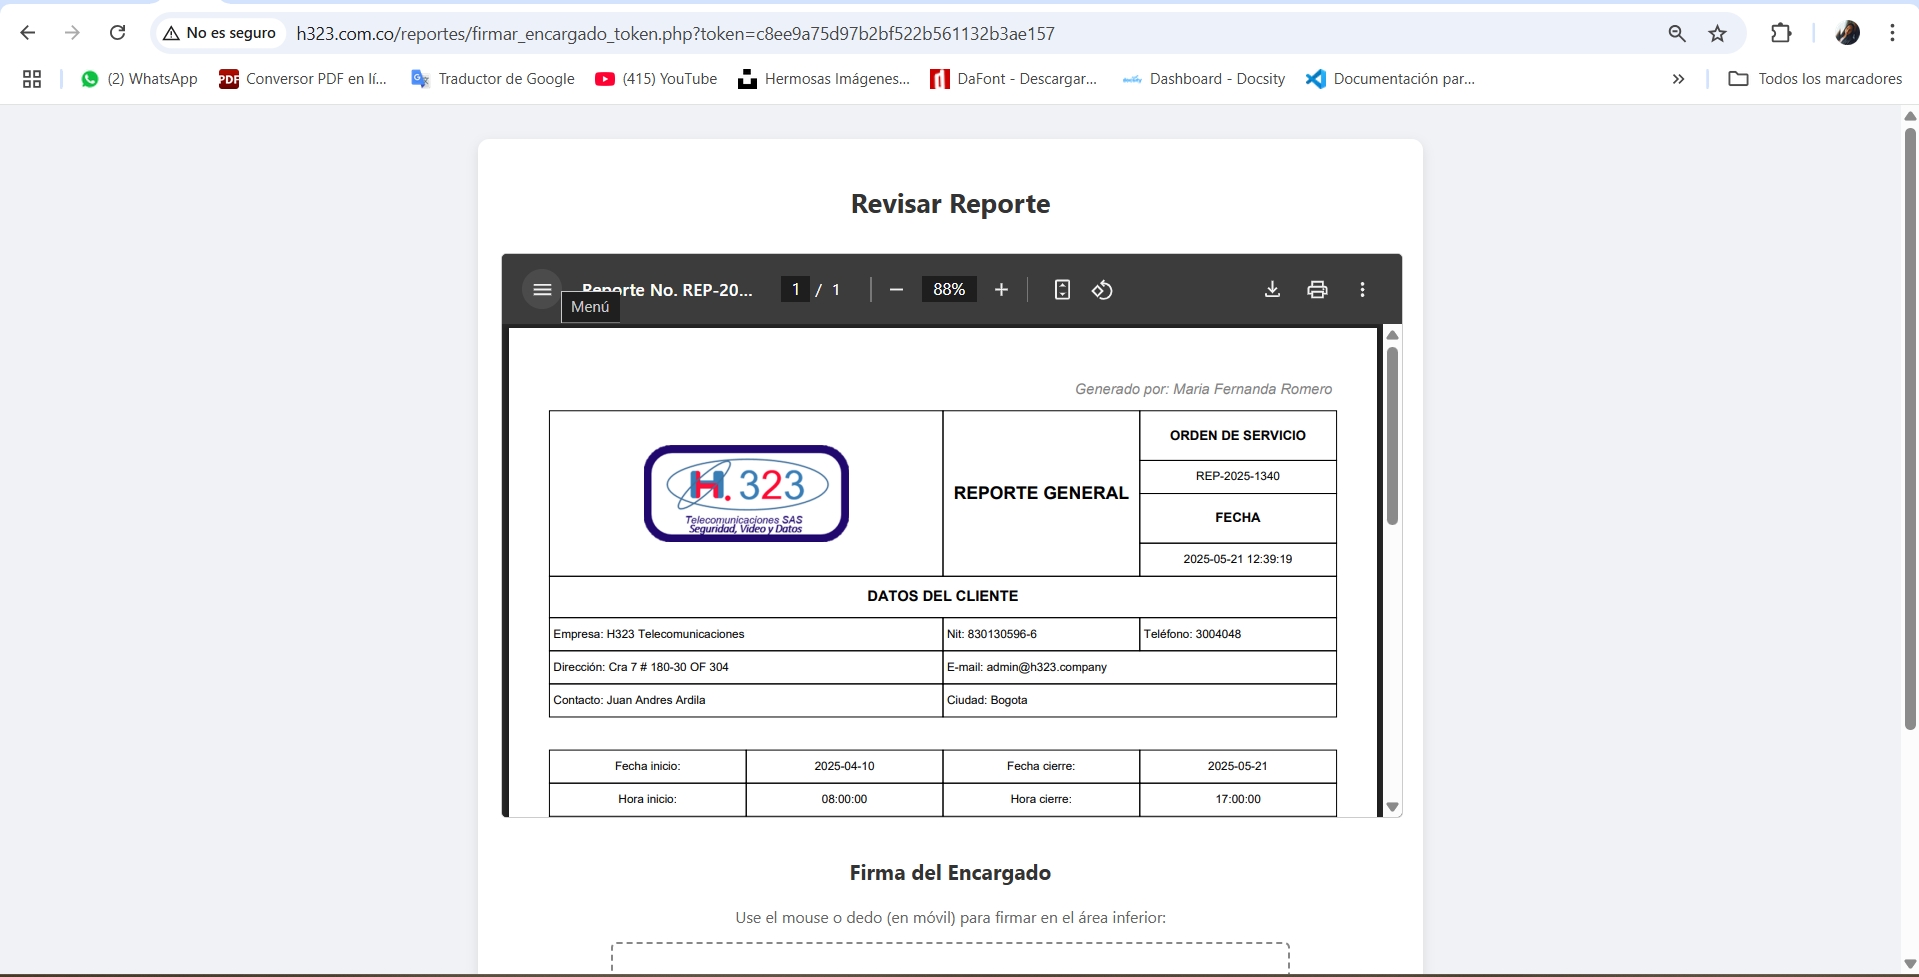 No es seguro h323.com.co/reportes/firmar_encargado_token.php?token=c8ee9a75d97b2bf522b561132b3ae157
(2) WhatsApp PDF Conversor PDF en lí... Traductor de Google (415) YouTube Hermosas Imágenes... DaFont - Descargar... Dashboard - Docsity Documentación par... » Todos los marcadores
Revisar Reporte
Reporte No. REP-20... 1 / 1 88%
Menú
Generado por: Maria Fernanda Romero
H.323
Telecomunicaciones SAS
Seguridad, Video y Datos
REPORTE GENERAL
ORDEN DE SERVICIO
REP-2025-1340
FECHA
2025-05-21 12:39:19
DATOS DEL CLIENTE
Empresa: H323 Telecomunicaciones Nit: 830130596-6 Teléfono: 3004048
Dirección: Cra 7 # 180-30 OF 304 E-mail: admin@h323.company
Contacto: Juan Andres Ardila Ciudad: Bogota
Fecha inicio: 2025-04-10 Fecha cierre: 2025-05-21
Hora inicio: 08:00:00 Hora cierre: 17:00:00
Firma del Encargado
Use el mouse o dedo (en móvil) para firmar en el área inferior: